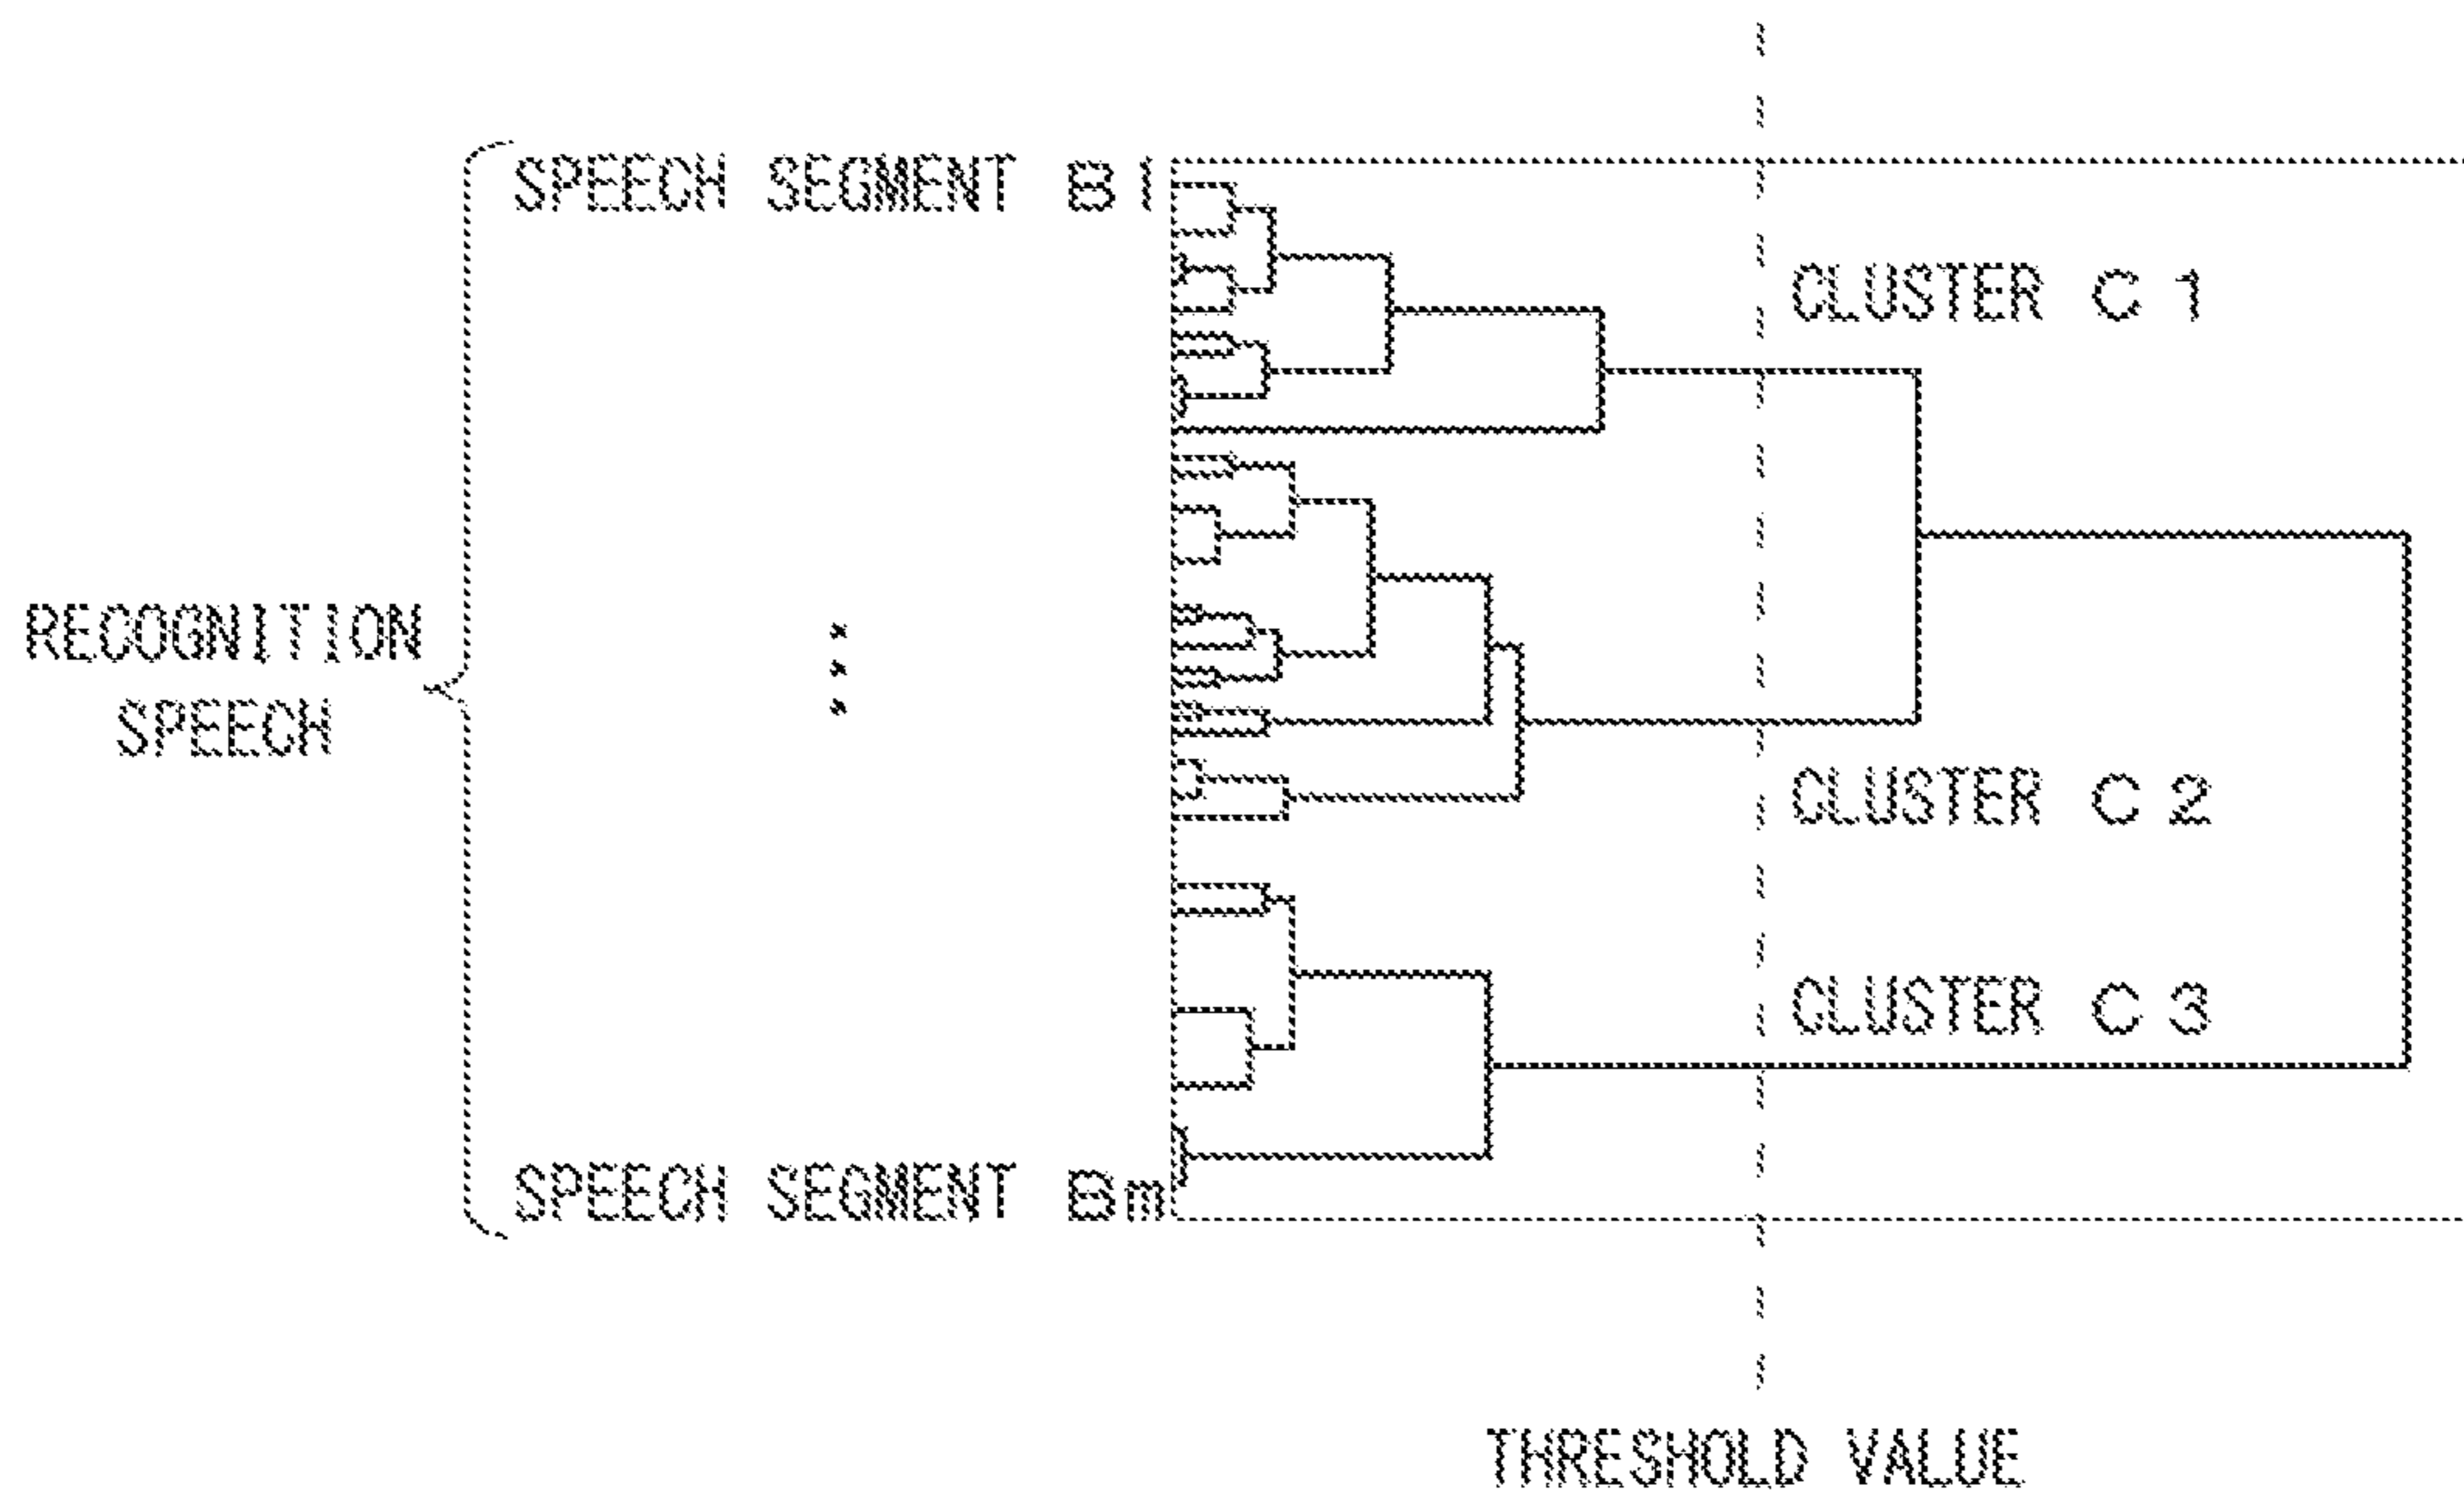 SPEECH SEGMENT B1
CLUSTER C1
RECOGNITION
SPEECH
CLUSTER C2
CLUSTER C3
SPEECH SEGMENT Bm
THRESHOLD VALUE